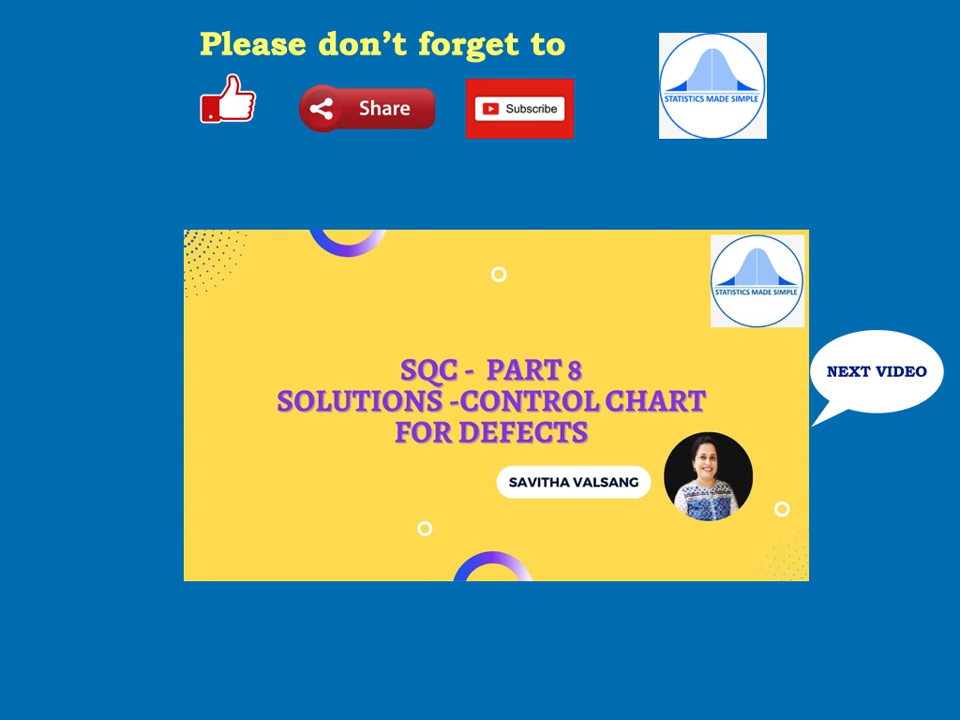 Please don't forget to
Share
Subscribe
STATISTICS MADE SIMPLE
STATISTICS MADE SIMPLE
SQC - PART 8
SOLUTIONS -CONTROL CHART
FOR DEFECTS
NEXT VIDEO
SAVITHA VALSANG